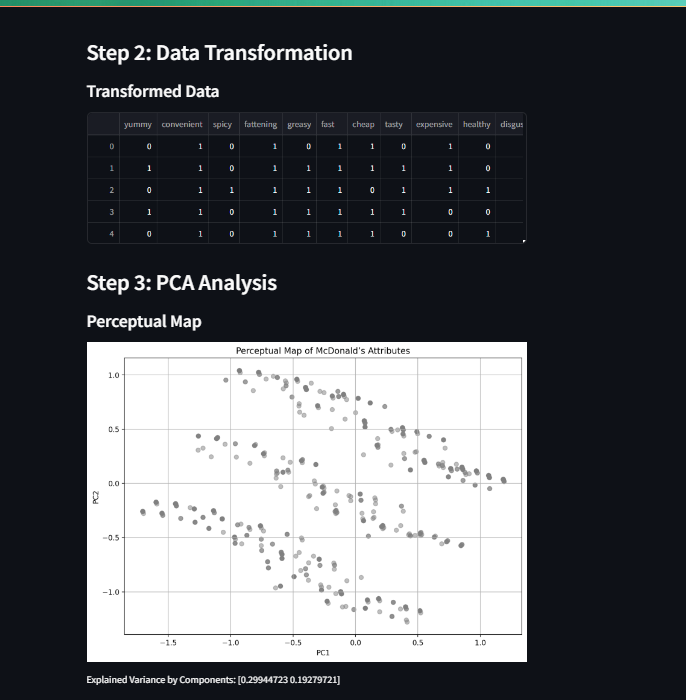 Step 2: Data Transformation
Transformed Data
yummy convenient spicy fattening greasy fast cheap tasty expensive healthy disgus
0 0 1 0 1 0 1 1 0 1 0
1 1 1 0 1 1 1 1 1 1 0
2 0 1 1 1 1 1 0 1 1 1
3 1 1 0 1 1 1 1 1 0 0
4 0 1 0 1 1 1 1 0 0 1
Step 3: PCA Analysis
Perceptual Map
Perceptual Map of McDonald's Attributes
1.0
0.5
0.0
−0.5
−1.0
PC2
−1.5 −1.0 −0.5 0.0 0.5 1.0
PC1
Explained Variance by Components: [0.29944723 0.19279721]